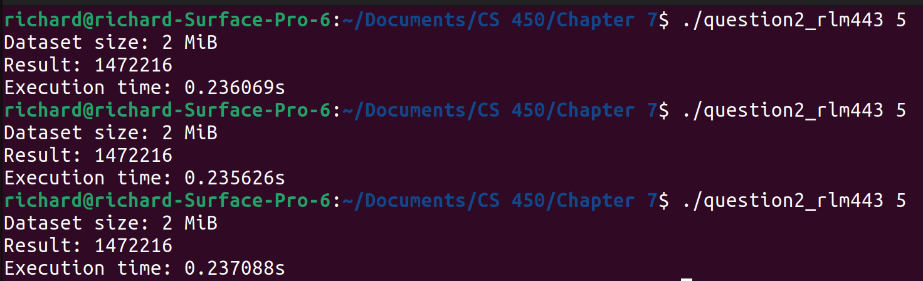 richard@richard-Surface-Pro-6:~/Documents/CS 450/Chapter 7$ ./question2_rlm443 5
Dataset size: 2 MiB
Result: 1472216
Execution time: 0.236069s
richard@richard-Surface-Pro-6:~/Documents/CS 450/Chapter 7$ ./question2_rlm443 5
Dataset size: 2 MiB
Result: 1472216
Execution time: 0.235626s
richard@richard-Surface-Pro-6:~/Documents/CS 450/Chapter 7$ ./question2_rlm443 5
Dataset size: 2 MiB
Result: 1472216
Execution time: 0.237088s